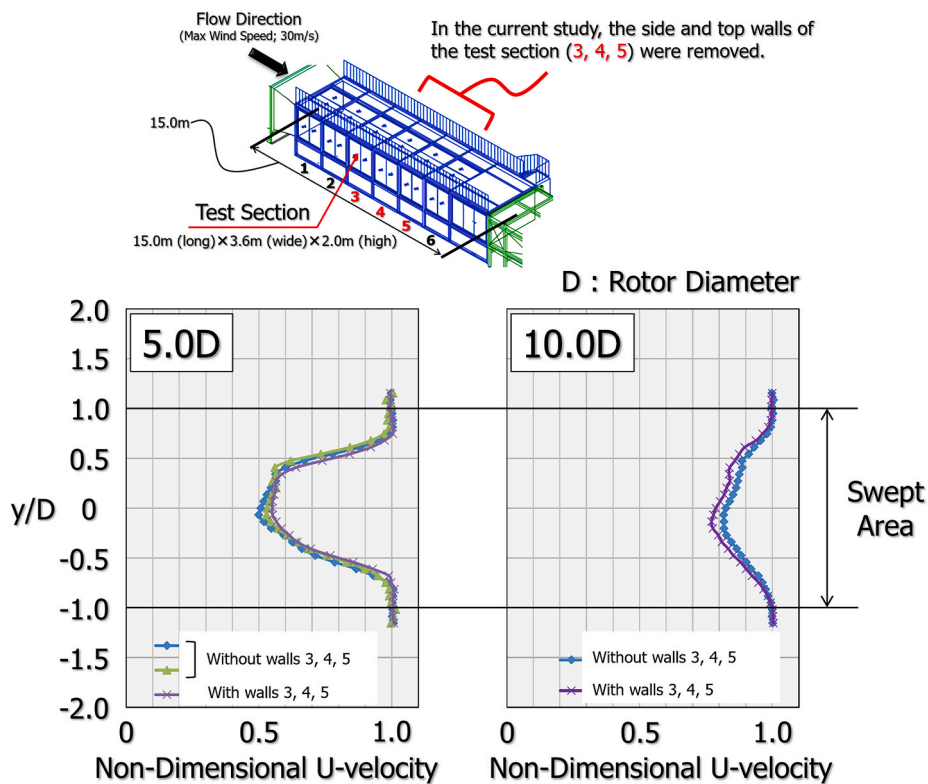 Flow Direction
(Max Wind Speed; 30m/s)
In the current study, the side and top walls of
the test section (3, 4, 5) were removed.
15.0m
1
2
3
4
5
6
Test Section
15.0m (long)×3.6m (wide)×2.0m (high)
D : Rotor Diameter
2.0
1.5
1.0
0.5
0
-0.5
-1.0
-1.5
-2.0
y/D
5.0D
Without walls 3, 4, 5
With walls 3, 4, 5
0 0.5 1.0
Non-Dimensional U-velocity
10.0D
Without walls 3, 4, 5
With walls 3, 4, 5
0 0.5 1.0
Non-Dimensional U-velocity
Swept
Area